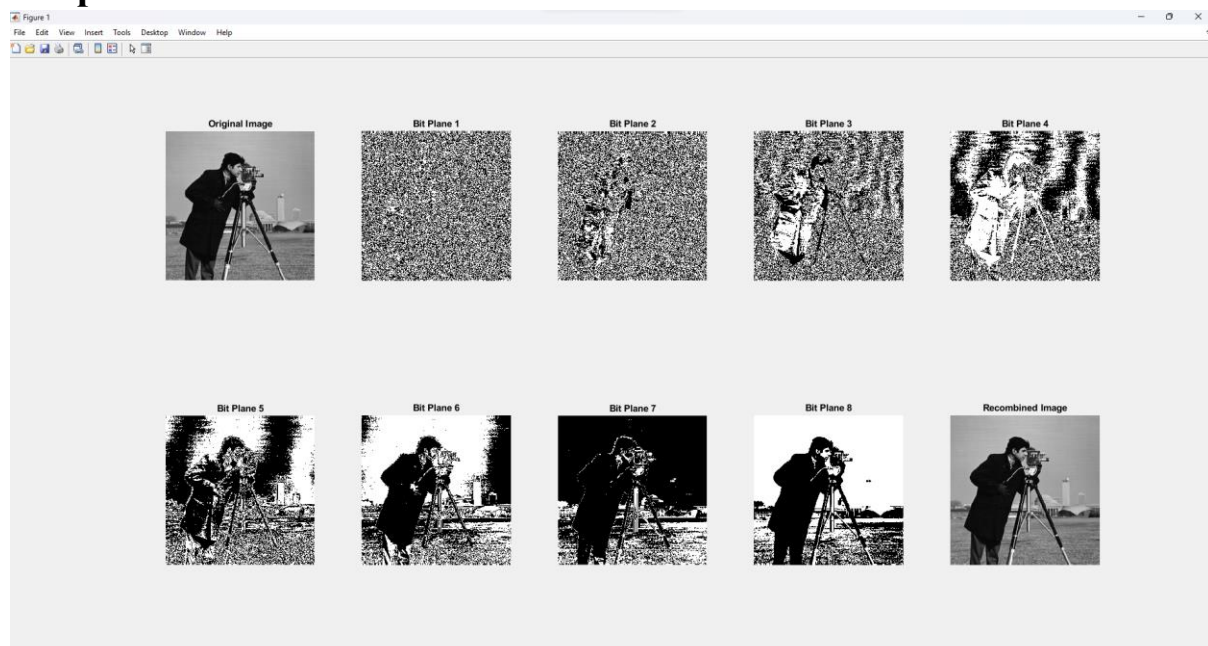 Figure 1
File Edit View Insert Tools Desktop Window Help
Original Image
Bit Plane 1
Bit Plane 2
Bit Plane 3
Bit Plane 4
Bit Plane 5
Bit Plane 6
Bit Plane 7
Bit Plane 8
Recombined Image